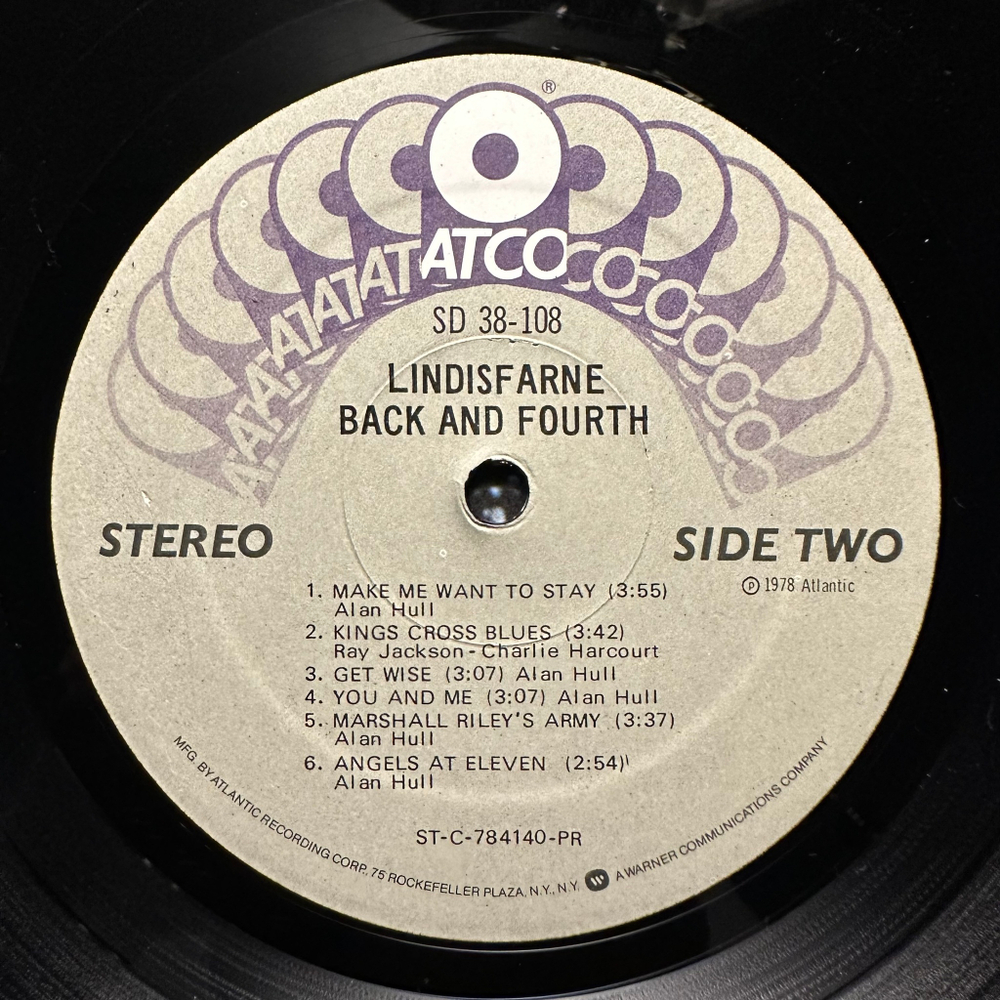 ®
ATATATATATCOCOCOCOCO
SD 38-108
LINDISFARNE
BACK AND FOURTH
STEREO
SIDE TWO
℗ 1978 Atlantic
1. MAKE ME WANT TO STAY (3:55)
Alan Hull
2. KINGS CROSS BLUES (3:42)
Ray Jackson-Charlie Harcourt
3. GET WISE (3:07) Alan Hull
4. YOU AND ME (3:07) Alan Hull
5. MARSHALL RILEY'S ARMY (3:37)
Alan Hull
6. ANGELS AT ELEVEN (2:54)
Alan Hull
ST-C-784140-PR
MFG. BY ATLANTIC RECORDING CORP., 75 ROCKEFELLER PLAZA, N.Y., N.Y. A WARNER COMMUNICATIONS COMPANY